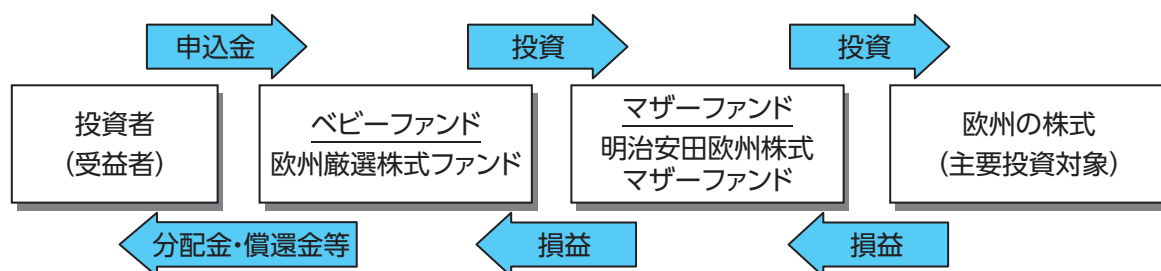 申込金
投資
投資
投資者
(受益者)
ベビーファンド
欧州厳選株式ファンド
マザーファンド
明治安田欧州株式
マザーファンド
欧州の株式
(主要投資対象)
分配金・償還金等
損益
損益